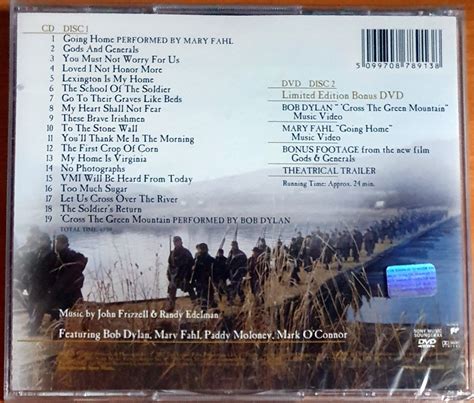 CD DISC 1
1 Going Home PERFORMED BY MARY FAHL
2 Gods And Generals
3 You Must Not Worry For Us
4 Loved I Not Honor More
5 Lexington Is My Home
6 The School Of The Soldier
7 Go To Their Graves Like Beds
8 My Heart Shall Not Fear
9 These Brave Irishmen
10 To The Stone Wall
11 You'll Thank Me In The Morning
12 The First Crop Of Corn
13 My Home Is Virginia
14 No Photographs
15 VMI Will Be Heard From Today
16 Too Much Sugar
17 Let Us Cross Over The River
18 The Soldier's Return
19 'Cross The Green Mountain PERFORMED BY BOB DYLAN
TOTAL TIME
5 099708 789138
DVD DISC 2
Limited Edition Bonus DVD
BOB DYLAN "'Cross The Green Mountain"
Music Video
MARY FAHL "Going Home"
Music Video
BONUS FOOTAGE from the new film
Gods & Generals
THEATRICAL TRAILER
Running Time: Approx. 24 min.
Music by John Frizzell & Randy Edelman
Featuring Bob Dylan, Mary Fahl, Paddy Moloney, Mark O'Connor
SONY MUSIC
SOUNDTRAX
DVD